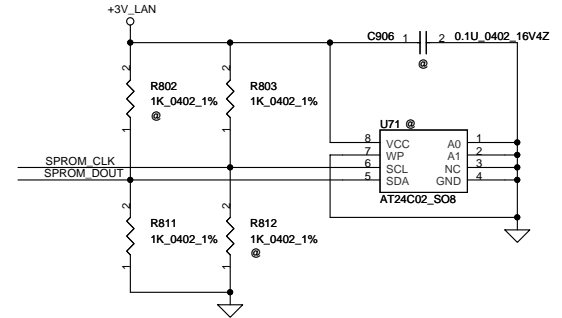 +3V_LAN
C906 1 2 0.1U_0402_16V4Z
@
2 2
R802 R803
1K_0402_1% 1K_0402_1%
@
1 1
U71 @
8 VCC A0 1
7 WP A1 2
6 SCL NC 3
5 SDA GND 4
AT24C02_SO8
SPROM_CLK
SPROM_DOUT
2 2
R811 R812
1K_0402_1% 1K_0402_1%
@
1 1